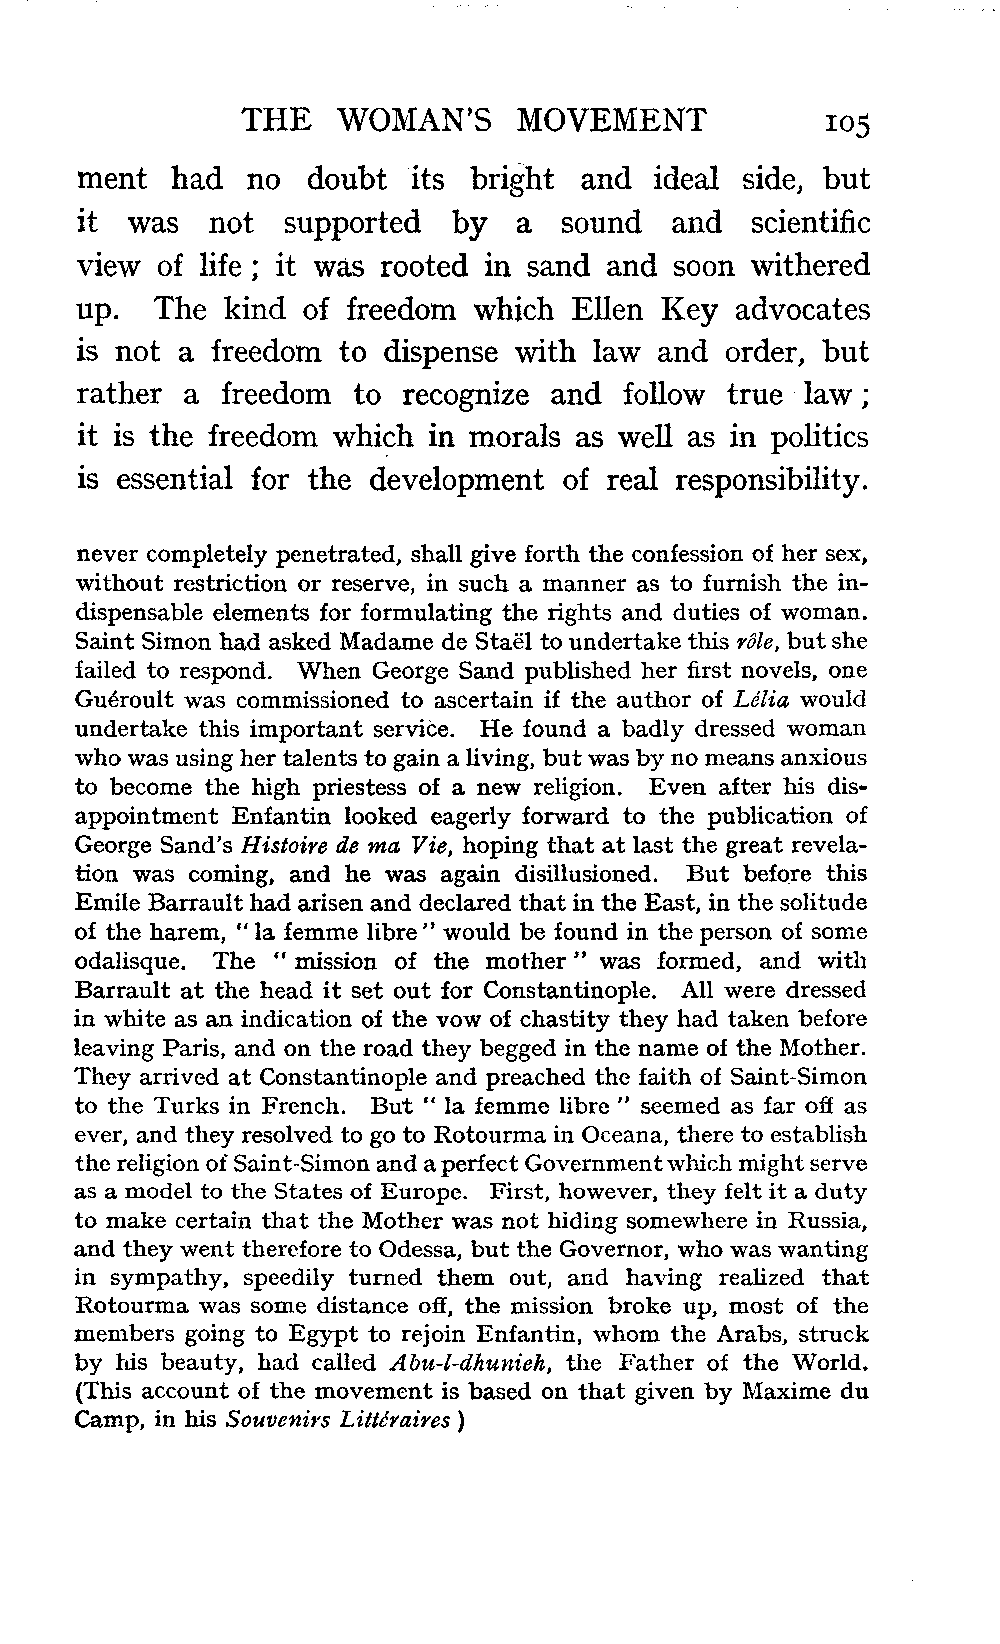 THE WOMAN'S MOVEMENT 105
ment had no doubt its bright and ideal side, but
it was not supported by a sound and scientific
view of life ; it was rooted in sand and soon withered
up. The kind of freedom which Ellen Key advocates
is not a freedom to dispense with law and order, but
rather a freedom to recognize and follow true law ;
it is the freedom which in morals as well as in politics
is essential for the development of real responsibility.
never completely penetrated, shall give forth the confession of her sex,
without restriction or reserve, in such a manner as to furnish the in-
dispensable elements for formulating the rights and duties of woman.
Saint Simon had asked Madame de Staël to undertake this rôle, but she
failed to respond. When George Sand published her first novels, one
Guéroult was commissioned to ascertain if the author of Lélia would
undertake this important service. He found a badly dressed woman
who was using her talents to gain a living, but was by no means anxious
to become the high priestess of a new religion. Even after his dis-
appointment Enfantin looked eagerly forward to the publication of
George Sand's Histoire de ma Vie, hoping that at last the great revela-
tion was coming, and he was again disillusioned. But before this
Emile Barrault had arisen and declared that in the East, in the solitude
of the harem, "la femme libre" would be found in the person of some
odalisque. The "mission of the mother" was formed, and with
Barrault at the head it set out for Constantinople. All were dressed
in white as an indication of the vow of chastity they had taken before
leaving Paris, and on the road they begged in the name of the Mother.
They arrived at Constantinople and preached the faith of Saint-Simon
to the Turks in French. But "la femme libre" seemed as far off as
ever, and they resolved to go to Rotourma in Oceana, there to establish
the religion of Saint-Simon and a perfect Government which might serve
as a model to the States of Europe. First, however, they felt it a duty
to make certain that the Mother was not hiding somewhere in Russia,
and they went therefore to Odessa, but the Governor, who was wanting
in sympathy, speedily turned them out, and having realized that
Rotourma was some distance off, the mission broke up, most of the
members going to Egypt to rejoin Enfantin, whom the Arabs, struck
by his beauty, had called Abu-l-dhunieh, the Father of the World.
(This account of the movement is based on that given by Maxime du
Camp, in his Souvenirs Littéraires )